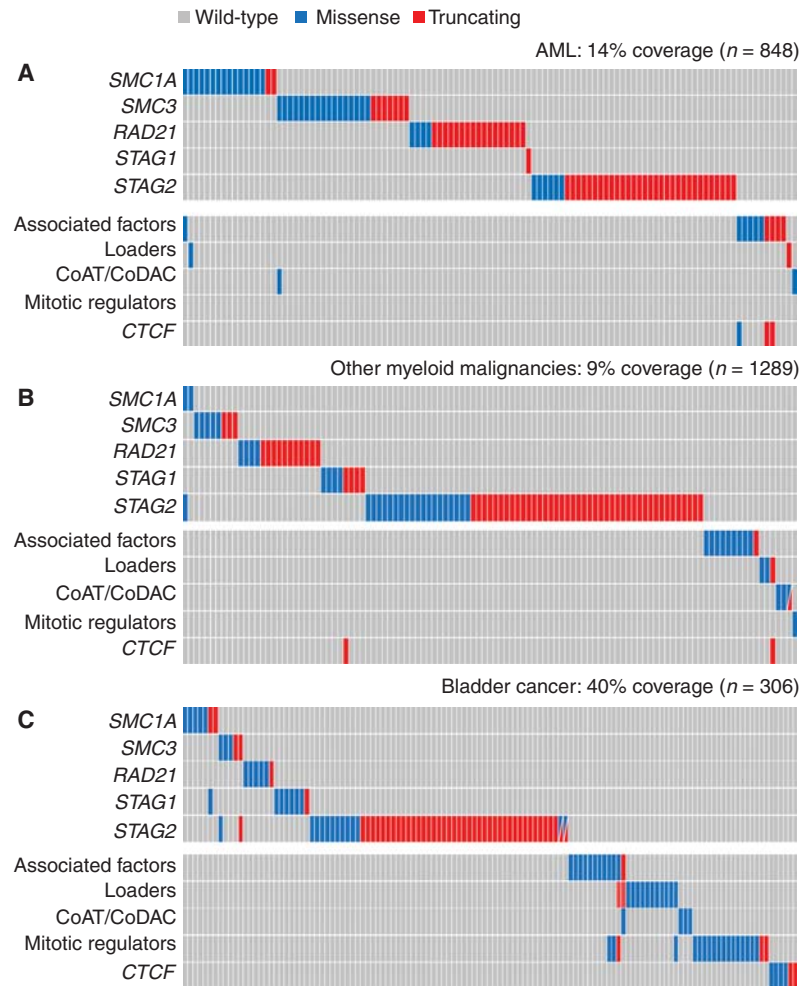 Wild-type Missense Truncating
AML: 14% coverage (n = 848)
A
SMC1A
SMC3
RAD21
STAG1
STAG2
Associated factors
Loaders
CoAT/CoDAC
Mitotic regulators
CTCF
Other myeloid malignancies: 9% coverage (n = 1289)
B
SMC1A
SMC3
RAD21
STAG1
STAG2
Associated factors
Loaders
CoAT/CoDAC
Mitotic regulators
CTCF
Bladder cancer: 40% coverage (n = 306)
C
SMC1A
SMC3
RAD21
STAG1
STAG2
Associated factors
Loaders
CoAT/CoDAC
Mitotic regulators
CTCF